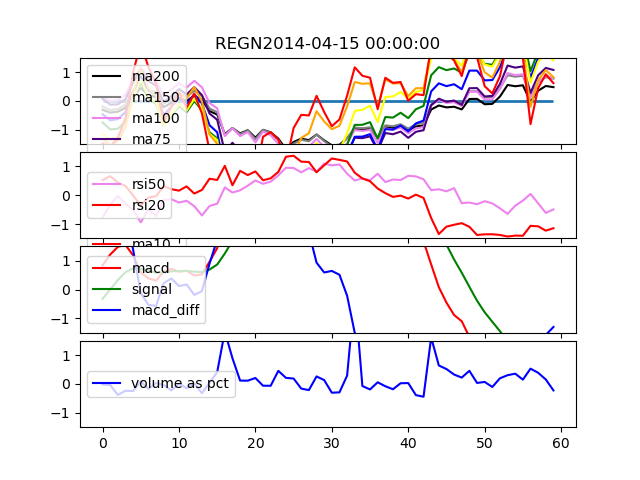 REGN2014-04-15 00:00:00
1
0
−1
ma200
ma150
ma100
ma75
1
0
−1
rsi50
rsi20
ma10
1
0
−1
macd
signal
macd_diff
1
0
−1
volume as pct
0
10
20
30
40
50
60